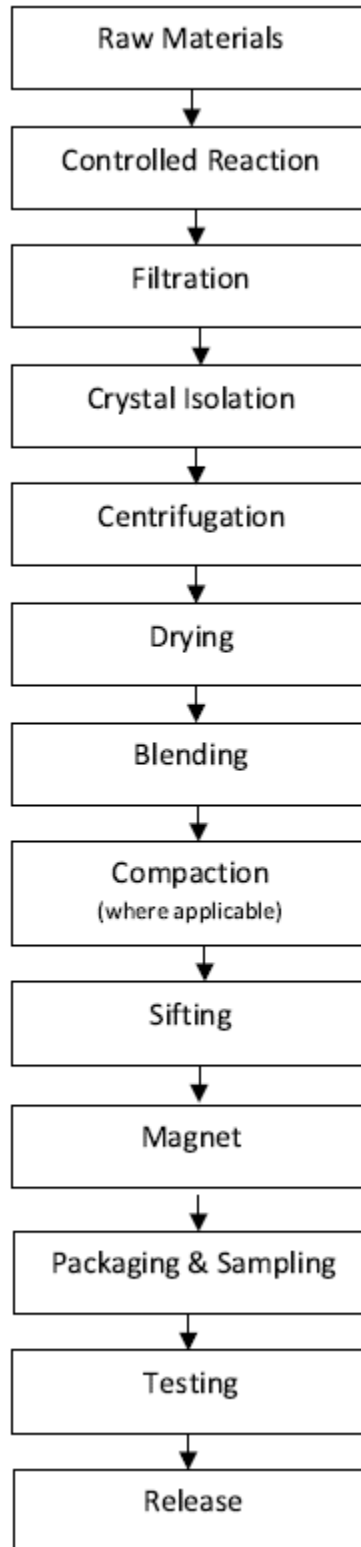 Raw Materials
Controlled Reaction
Filtration
Crystal Isolation
Centrifugation
Drying
Blending
Compaction
(where applicable)
Sifting
Magnet
Packaging & Sampling
Testing
Release